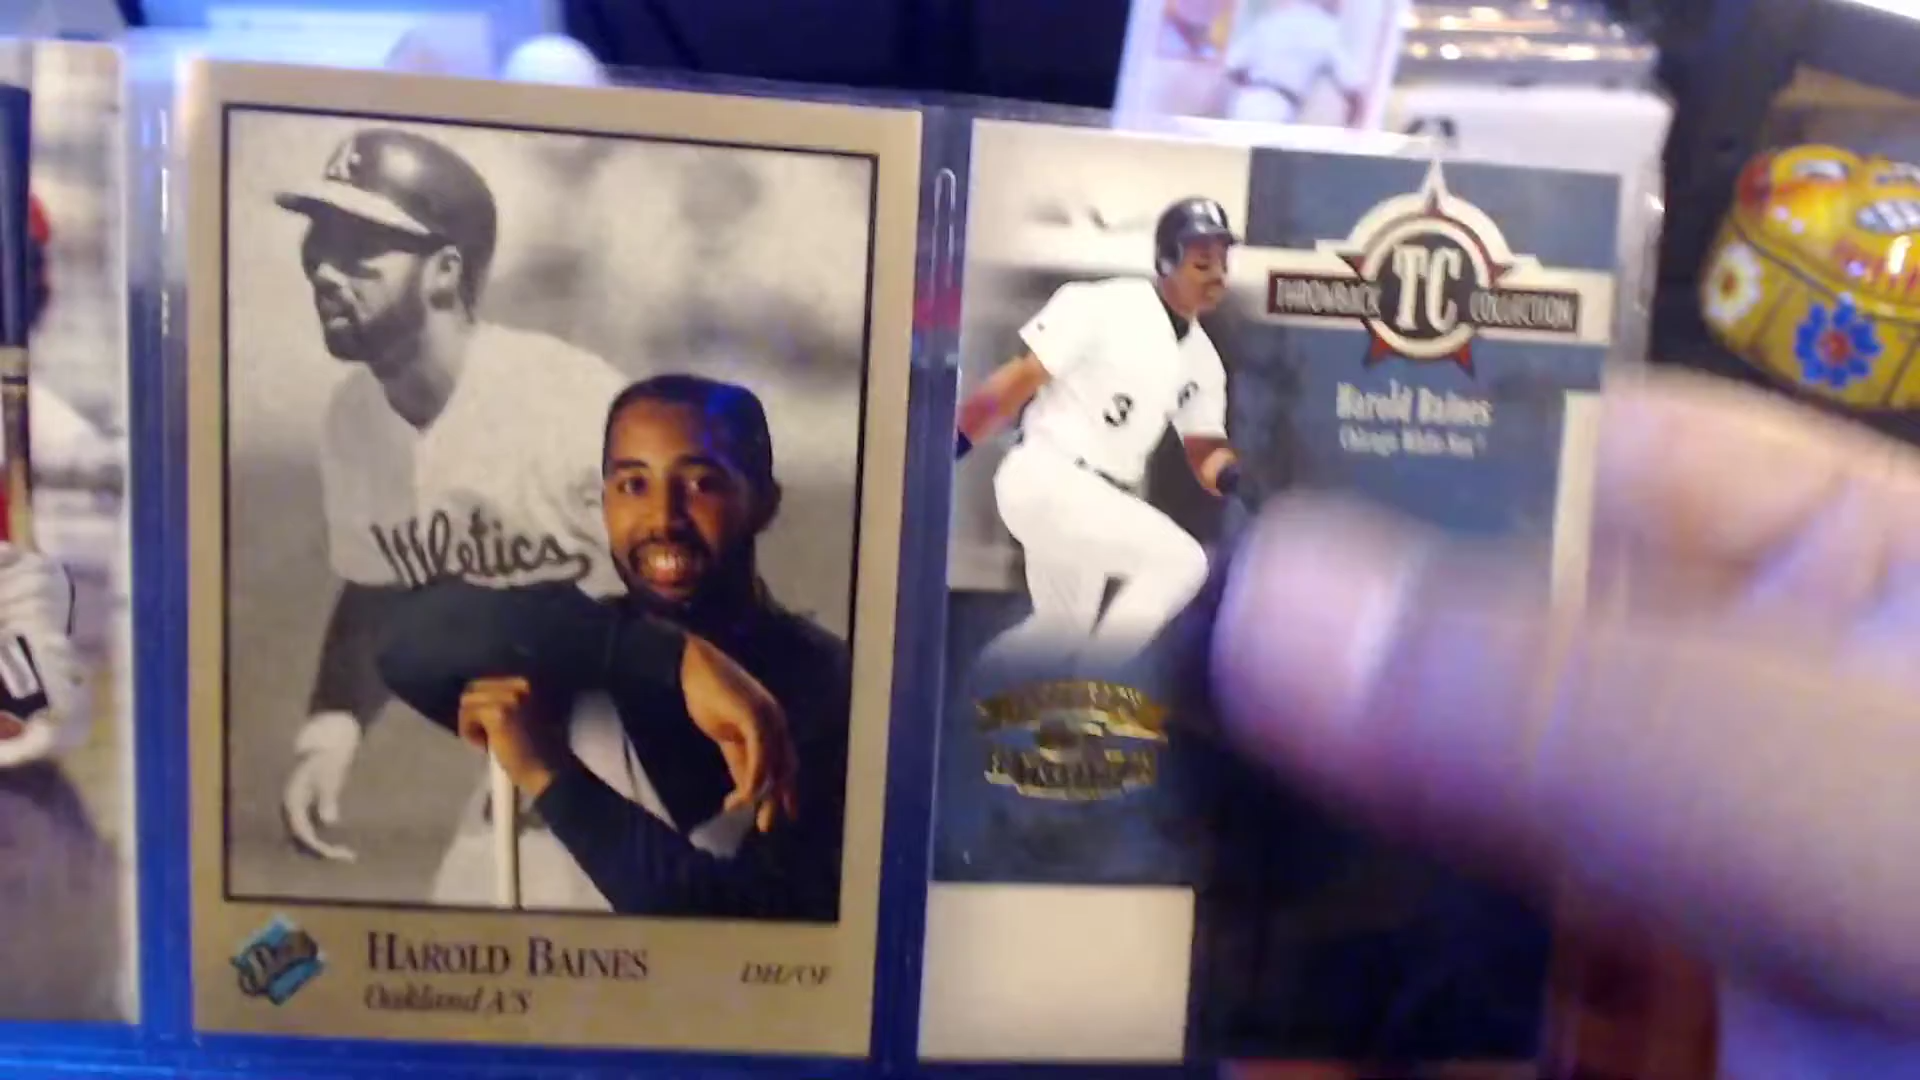 Athletics
HAROLD BAINES
DH/OF
Oakland A'S
TC
THROWBACK COLLECTION
Harold Baines
Chicago White Sox
3